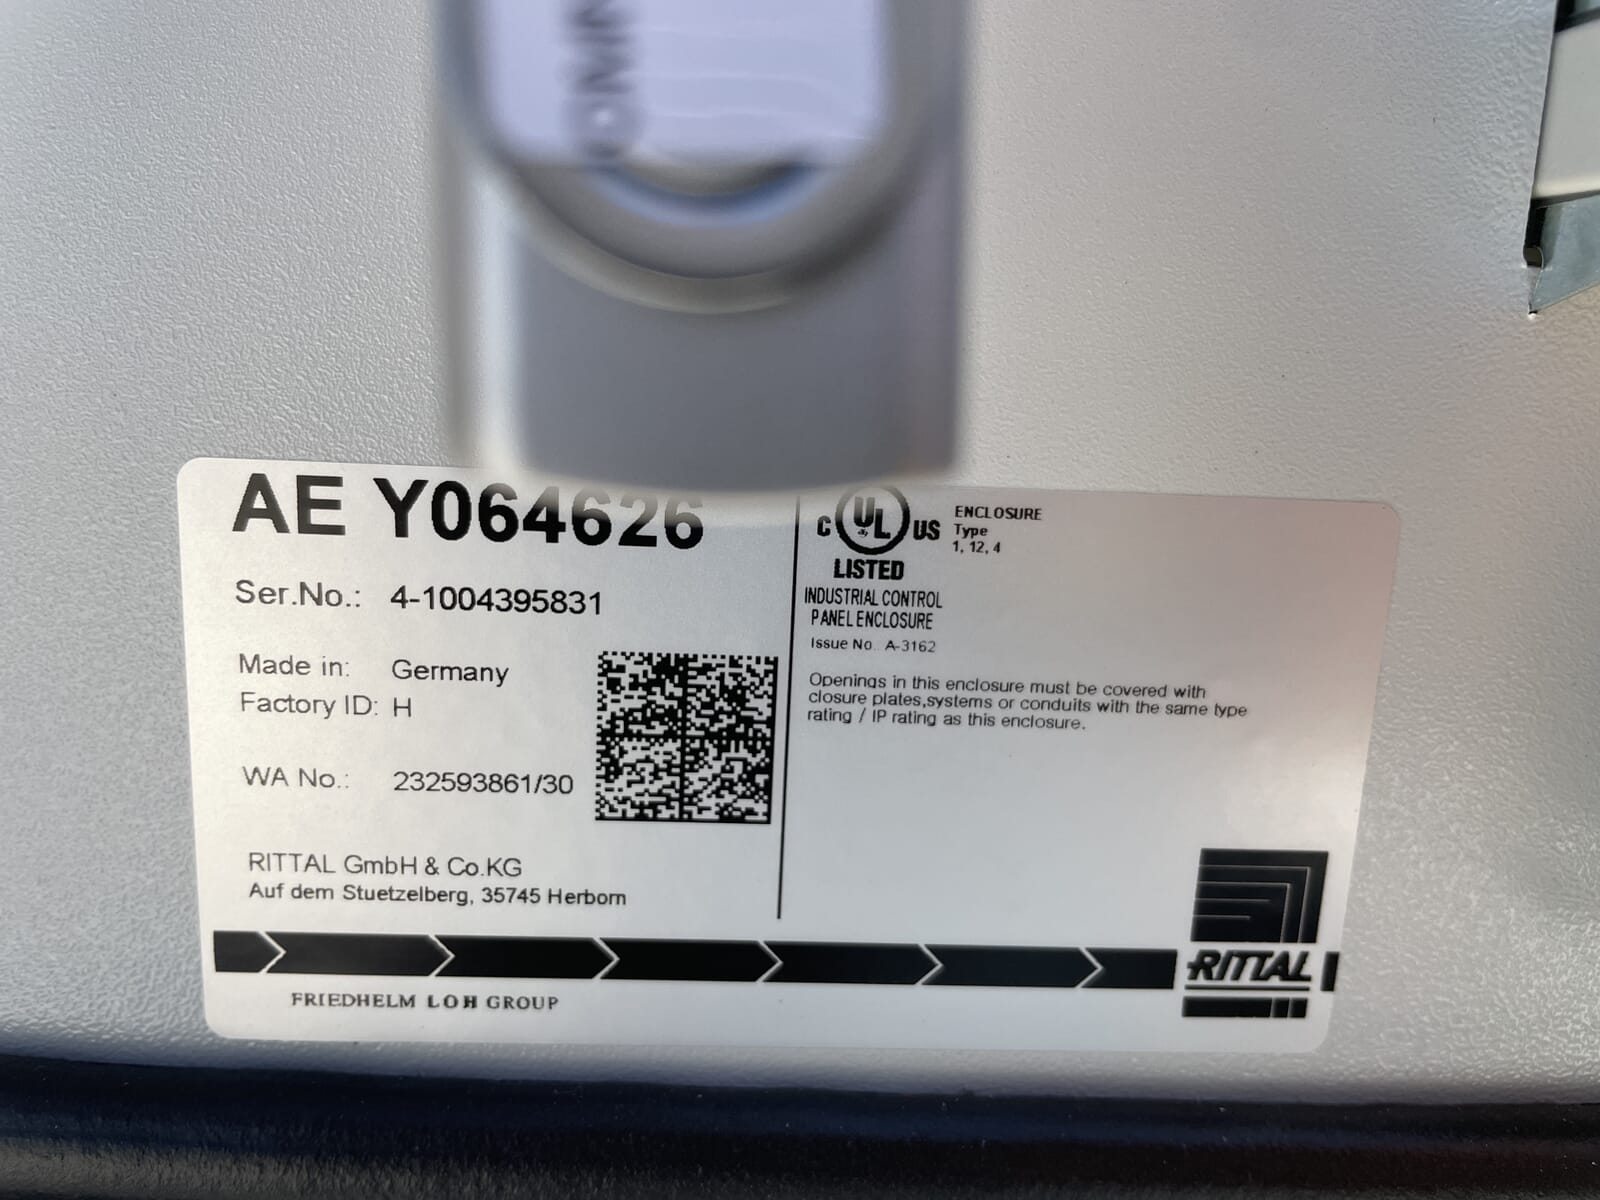 AE Y064626
Ser.No.: 4-1004395831
Made in: Germany
Factory ID: H
WA No.: 232593861/30
RITTAL GmbH & Co.KG
Auf dem Stuetzelberg, 35745 Herborn
FRIEDHELM LOH GROUP
C UL US
LISTED
ENCLOSURE
Type
1, 12, 4
INDUSTRIAL CONTROL
PANEL ENCLOSURE
Issue No.. A-3162
Openings in this enclosure must be covered with
closure plates,systems or conduits with the same type
rating / IP rating as this enclosure.
RITTAL